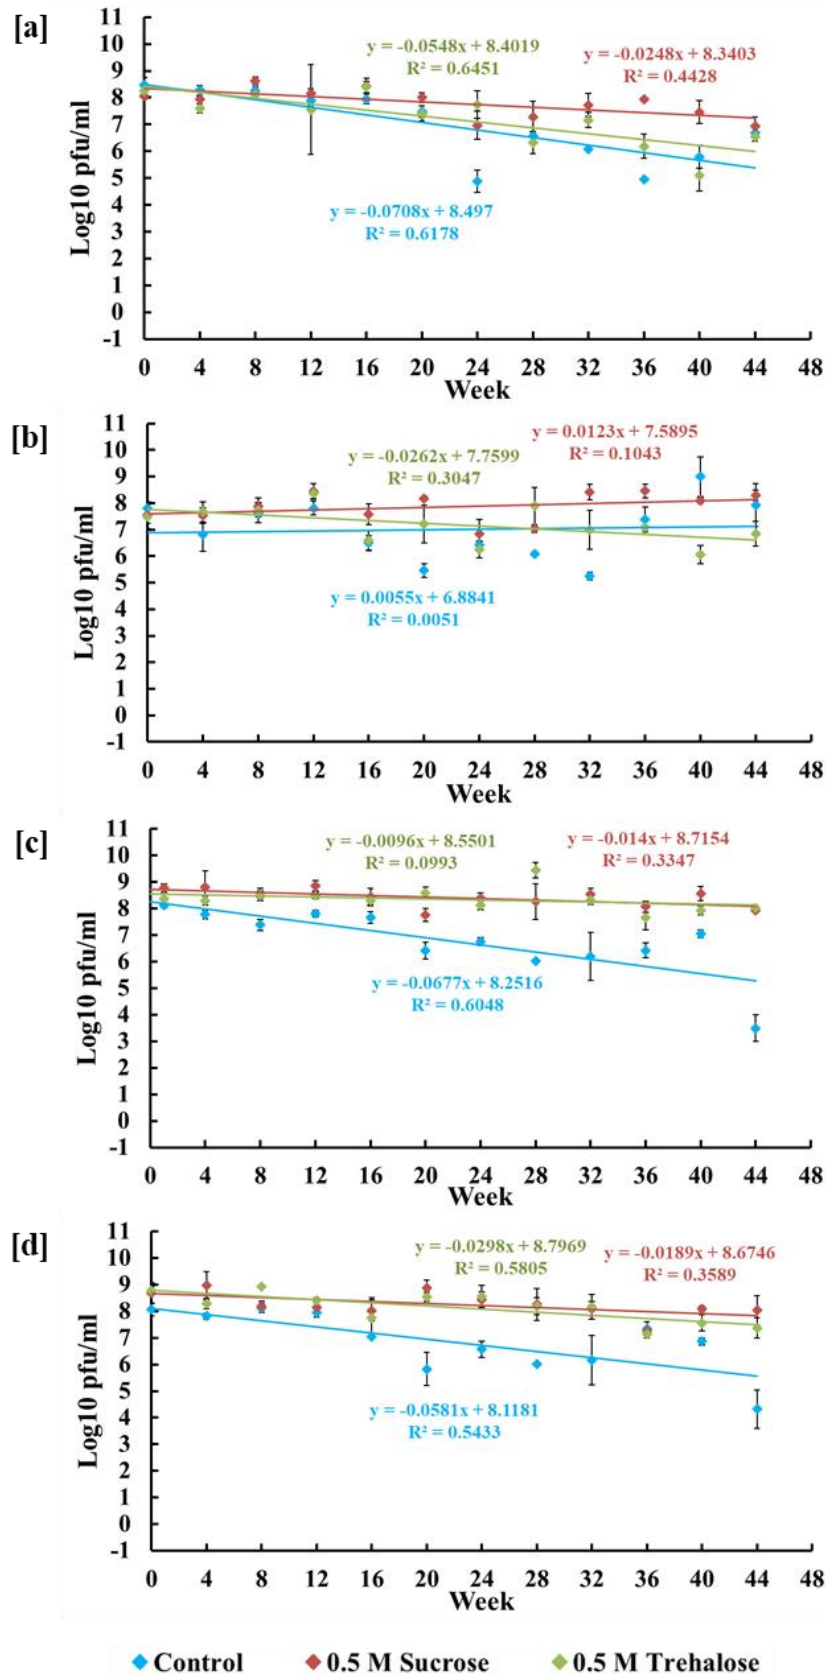 [a]
11
10
9
8
7
6
5
4
3
2
1
0
-1
Log10 pfu/ml
y = -0.0548x + 8.4019
R² = 0.6451
y = -0.0248x + 8.3403
R² = 0.4428
y = -0.0708x + 8.497
R² = 0.6178
0 4 8 12 16 20 24 28 32 36 40 44 48
Week
[b]
11
10
9
8
7
6
5
4
3
2
1
0
-1
Log10 pfu/ml
y = -0.0262x + 7.7599
R² = 0.3047
y = 0.0123x + 7.5895
R² = 0.1043
y = 0.0055x + 6.8841
R² = 0.0051
0 4 8 12 16 20 24 28 32 36 40 44 48
Week
[c]
11
10
9
8
7
6
5
4
3
2
1
0
-1
Log10 pfu/ml
y = -0.0096x + 8.5501
R² = 0.0993
y = -0.014x + 8.7154
R² = 0.3347
y = -0.0677x + 8.2516
R² = 0.6048
0 4 8 12 16 20 24 28 32 36 40 44 48
Week
[d]
11
10
9
8
7
6
5
4
3
2
1
0
-1
Log10 pfu/ml
y = -0.0298x + 8.7969
R² = 0.5805
y = -0.0189x + 8.6746
R² = 0.3589
y = -0.0581x + 8.1181
R² = 0.5433
0 4 8 12 16 20 24 28 32 36 40 44 48
Week
Control 0.5 M Sucrose 0.5 M Trehalose